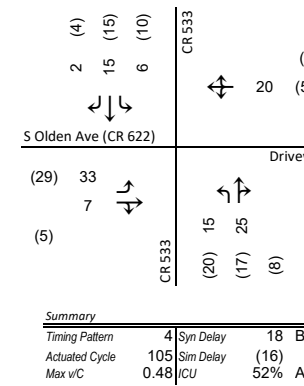 (4) (15) (10)
2 15 6
CR 533
(
20 (5
S Olden Ave (CR 622)
Drive
(29) 33
7
(5)
CR 533
15 25
(20) (17) (8)
Summary
Timing Pattern 4 Syn Delay 18 B
Actuated Cycle 105 Sim Delay (16)
Max v/C 0.48 ICU 52% A